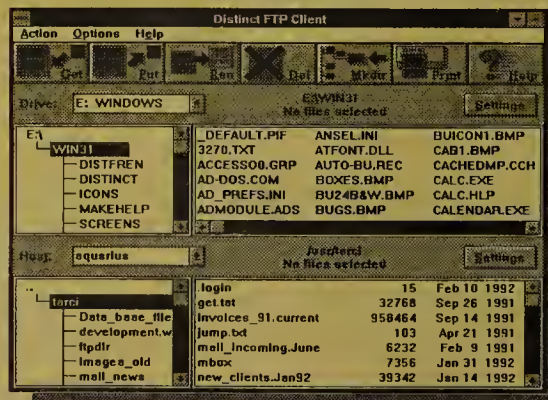 Distinct FTP Client
Action Options Help
Get Put Ren Del Mkdir Print Help
Drive: E: WINDOWS E:\WIN31 Settings
No files selected
E:\
WIN31
DISTFREN
DISTINCT
ICONS
MAKEHELP
SCREENS
_DEFAULT.PIF ANSEL.INI BUICON1.BMP
3270.TXT ATFONT.DLL CAB1.BMP
ACCESSO0.GRP AUTO-BU.REC CACHEDMP.CCH
AD-DOS.COM BOXES.BMP CALC.EXE
AD_PREFS.INI BU24B&W.BMP CALC.HLP
ADMODULE.ADS BUGS.BMP CALENDAR.EXE
Host: aquarius /usr/tarci Settings
No files selected
..
tarci
Data_base_file
development.w
ftpdir
Imagea_old
mail_news
.login 15 Feb 10 1992
get.tat 32768 Sep 26 1991
invoices_91.current 958464 Sep 14 1991
jump.txt 103 Apr 21 1991
mail_incoming.June 6232 Feb 9 1991
mbox 7356 Jan 31 1992
new_clients.Jan92 39342 Jan 14 1992